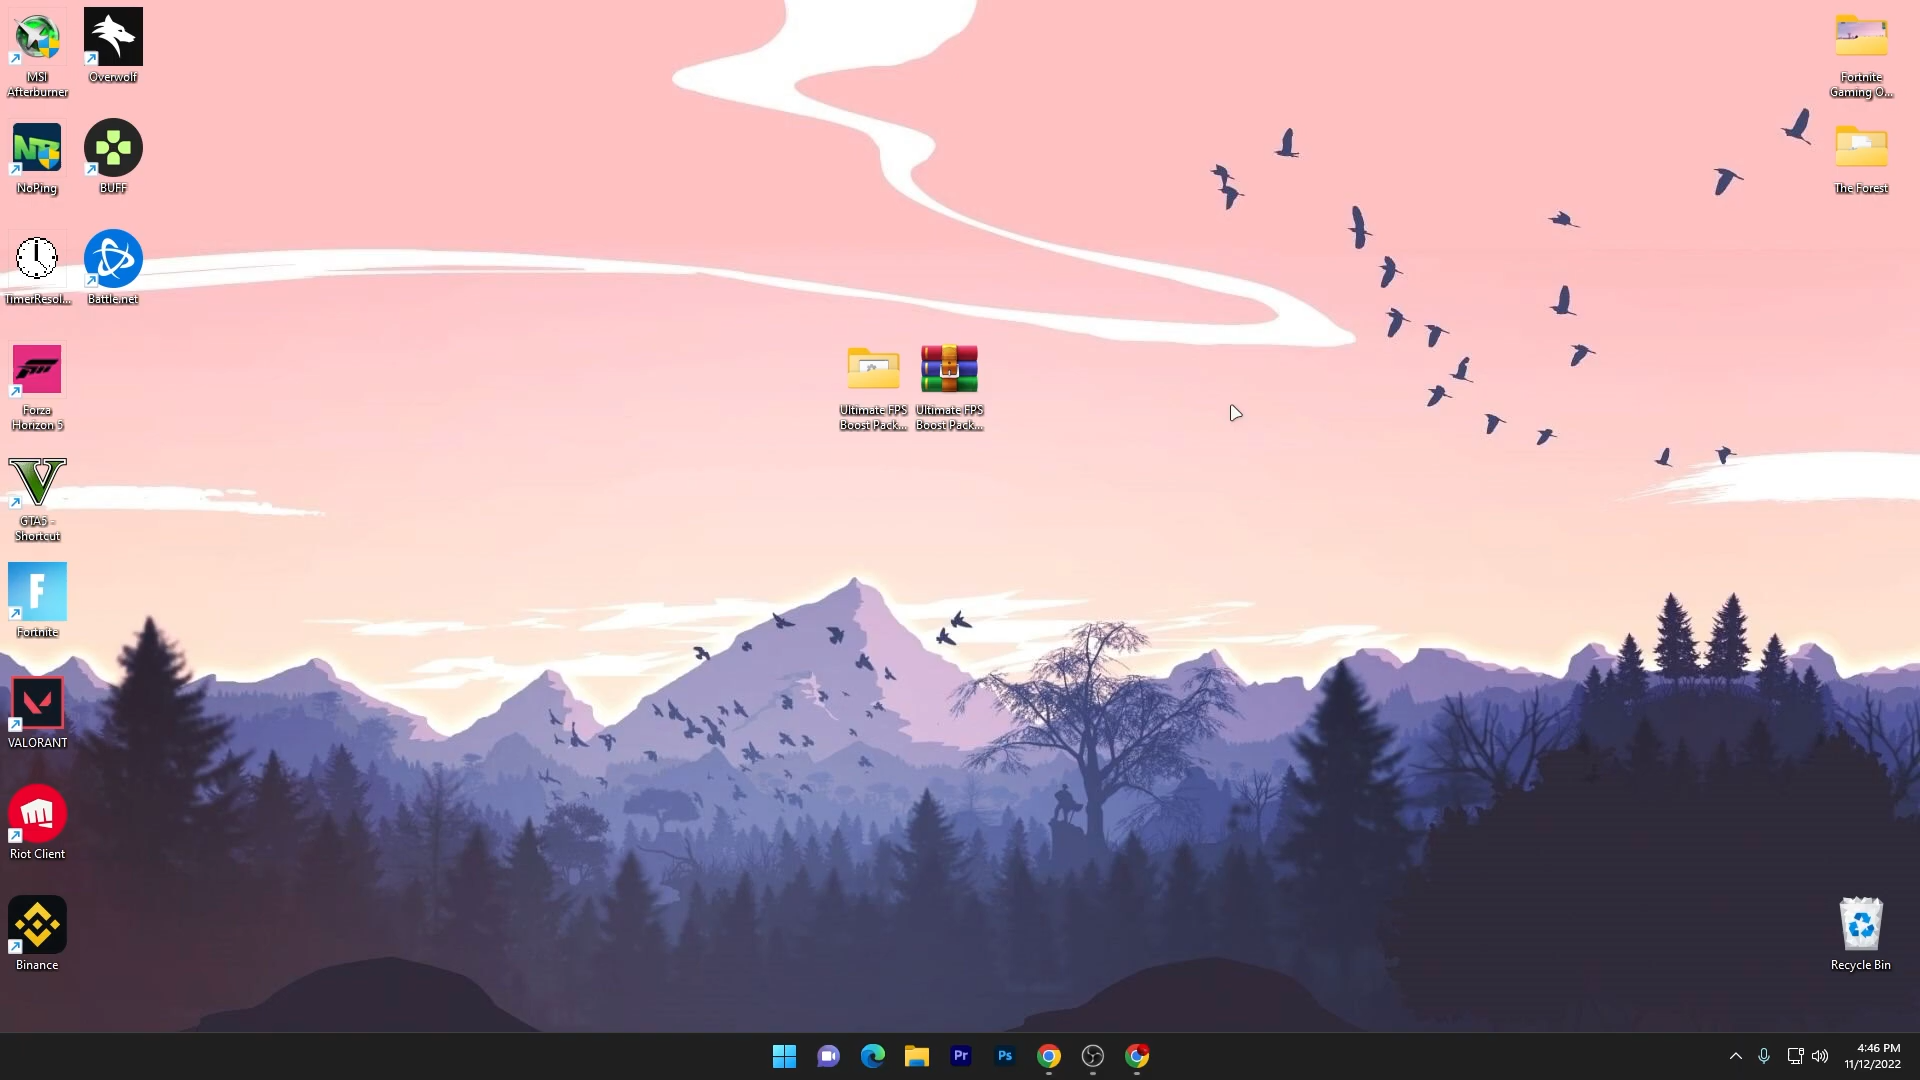 MSI
Afterburner
Overwolf
NoPing
BUFF
TimerResol...
Battle.net
Forza
Horizon 5
GTA5 -
Shortcut
Fortnite
VALORANT
Riot Client
Binance
Ultimate FPS
Boost Pack...
Ultimate FPS
Boost Pack...
Fortnite
Gaming O...
The Forest
Recycle Bin
Pr
Ps
4:46 PM
11/12/2022